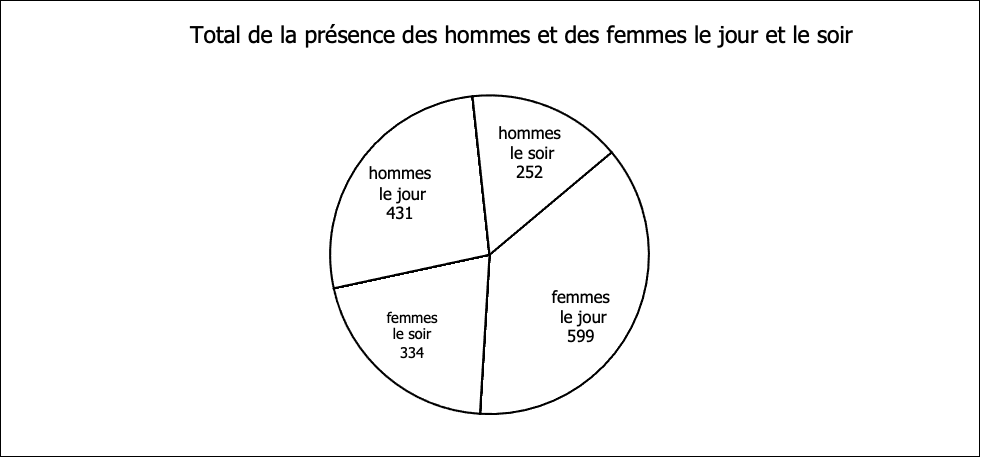 Total de la présence des hommes et des femmes le jour et le soir
hommes
le soir
252
hommes
le jour
431
femmes
le jour
599
femmes
le soir
334